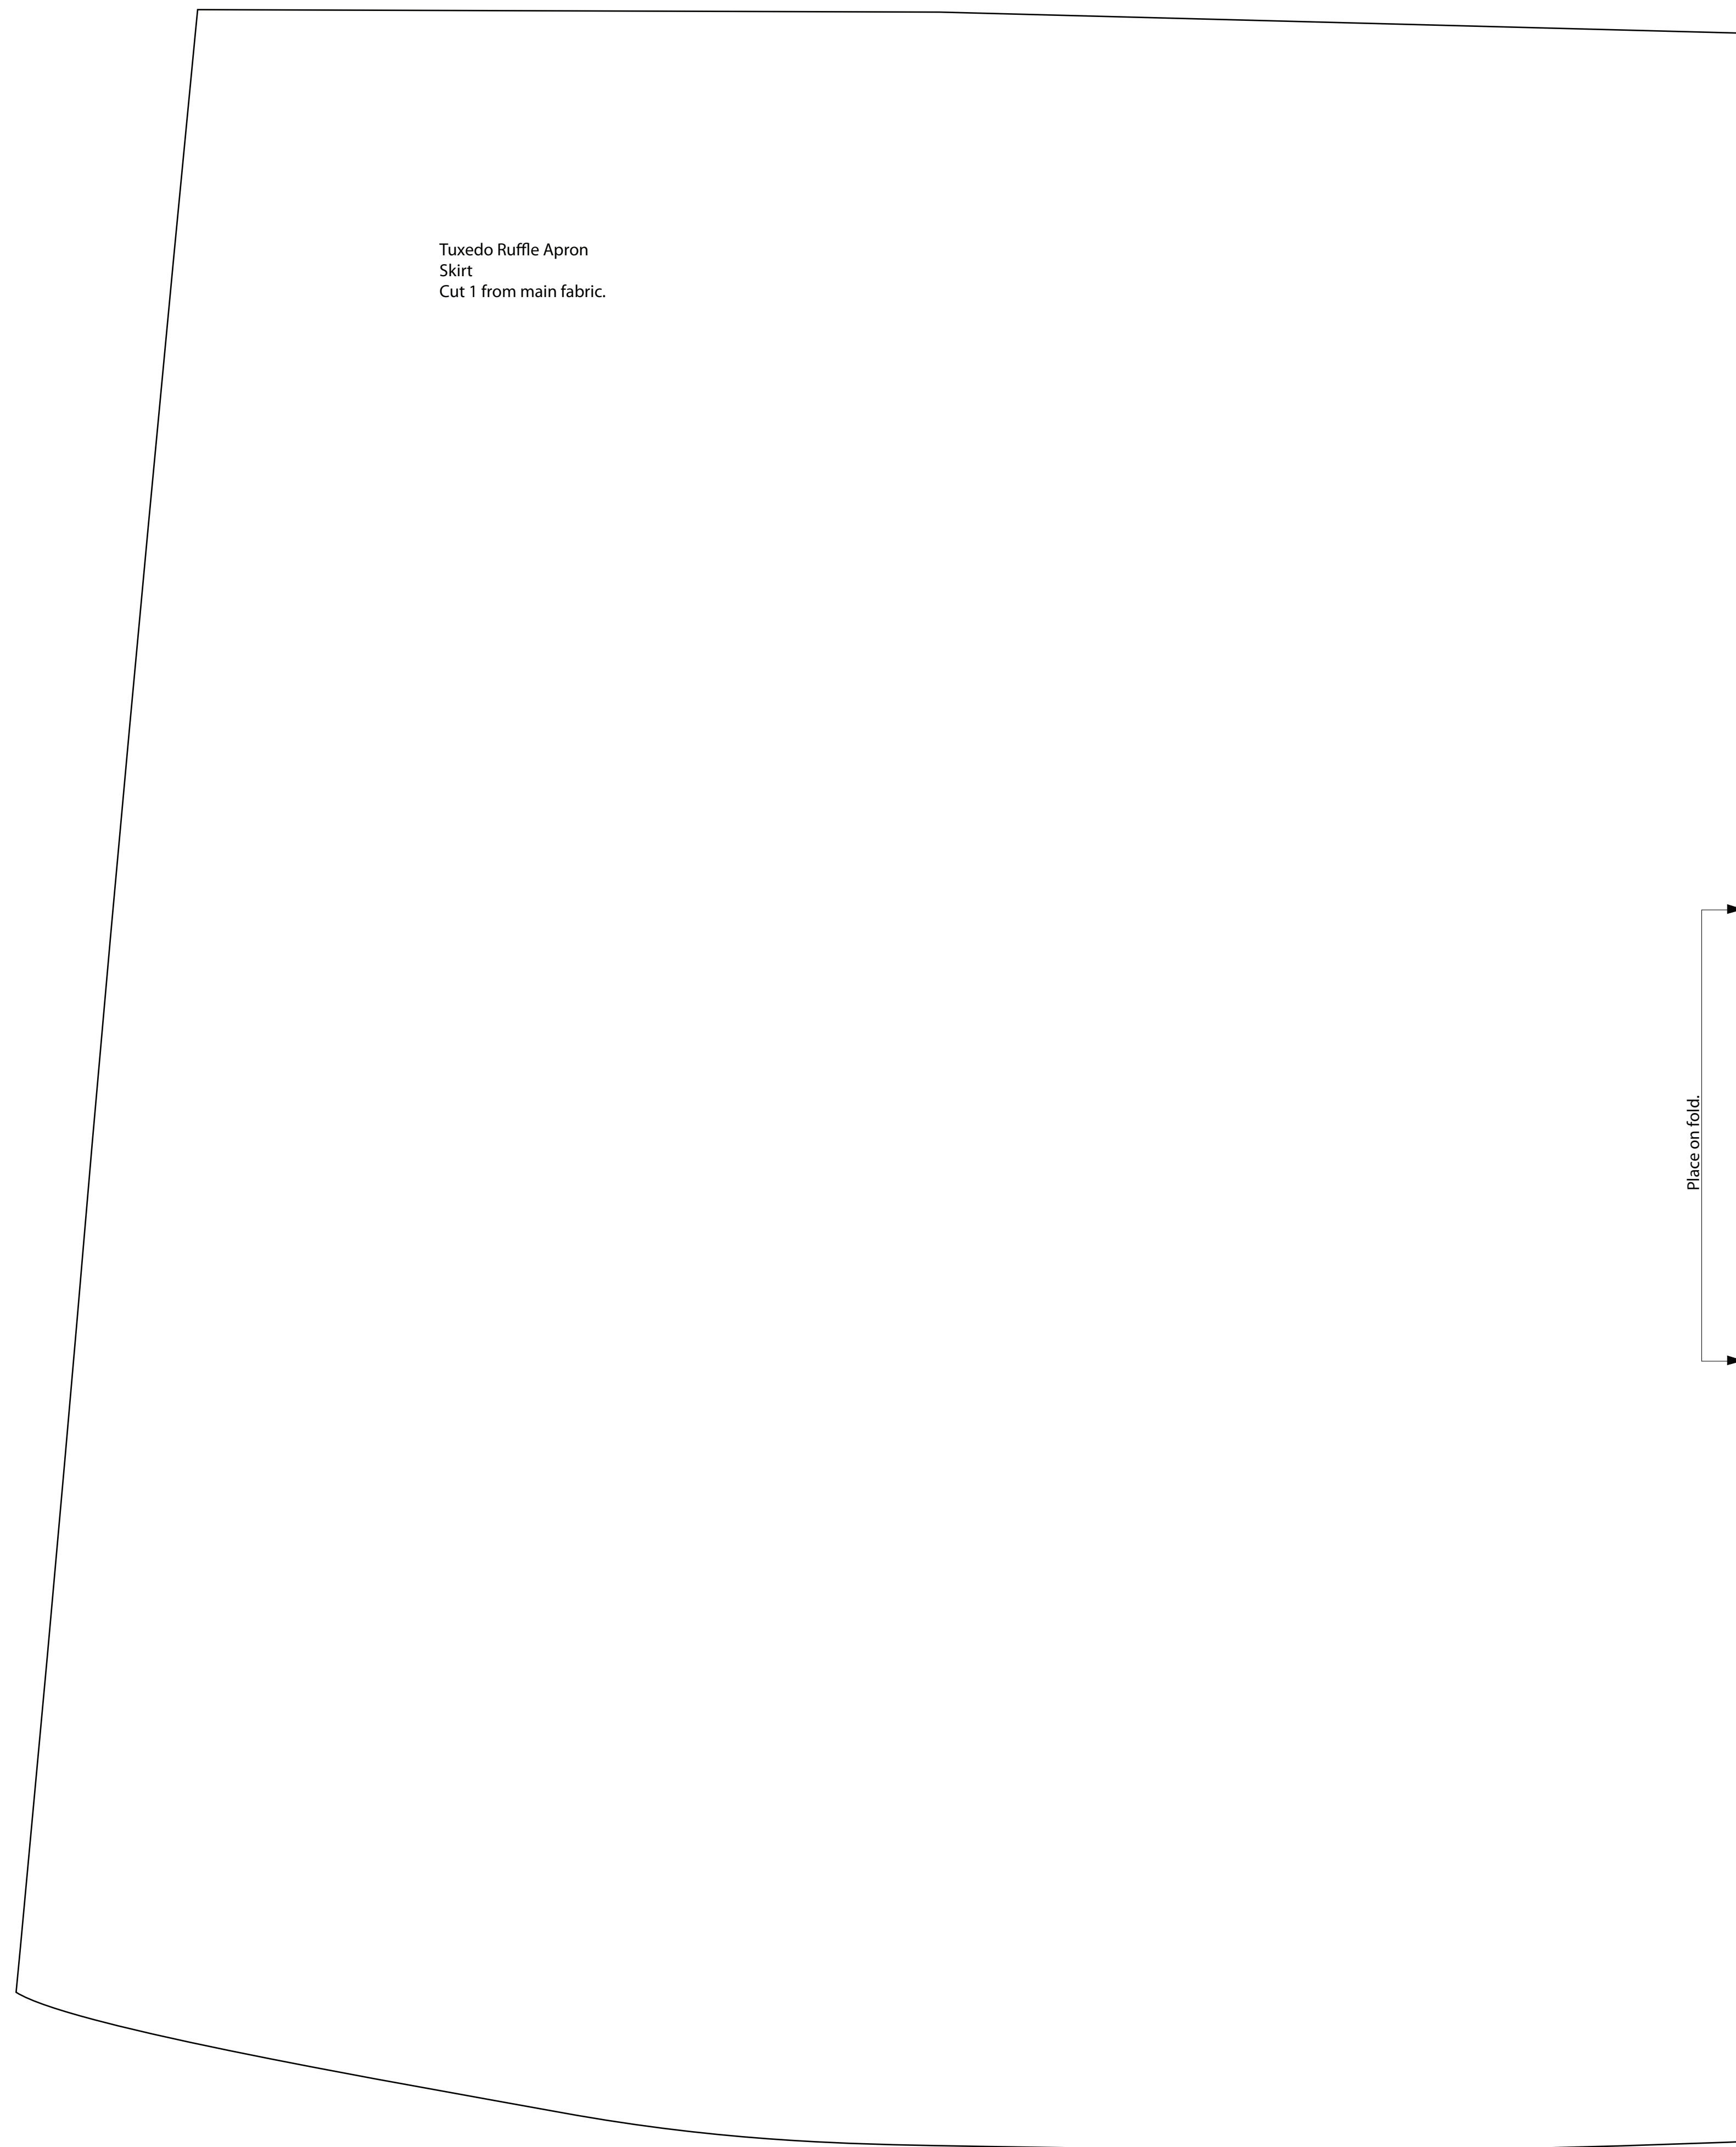 Tuxedo Ruffle Apron
Skirt
Cut 1 from main fabric.
Place on fold.